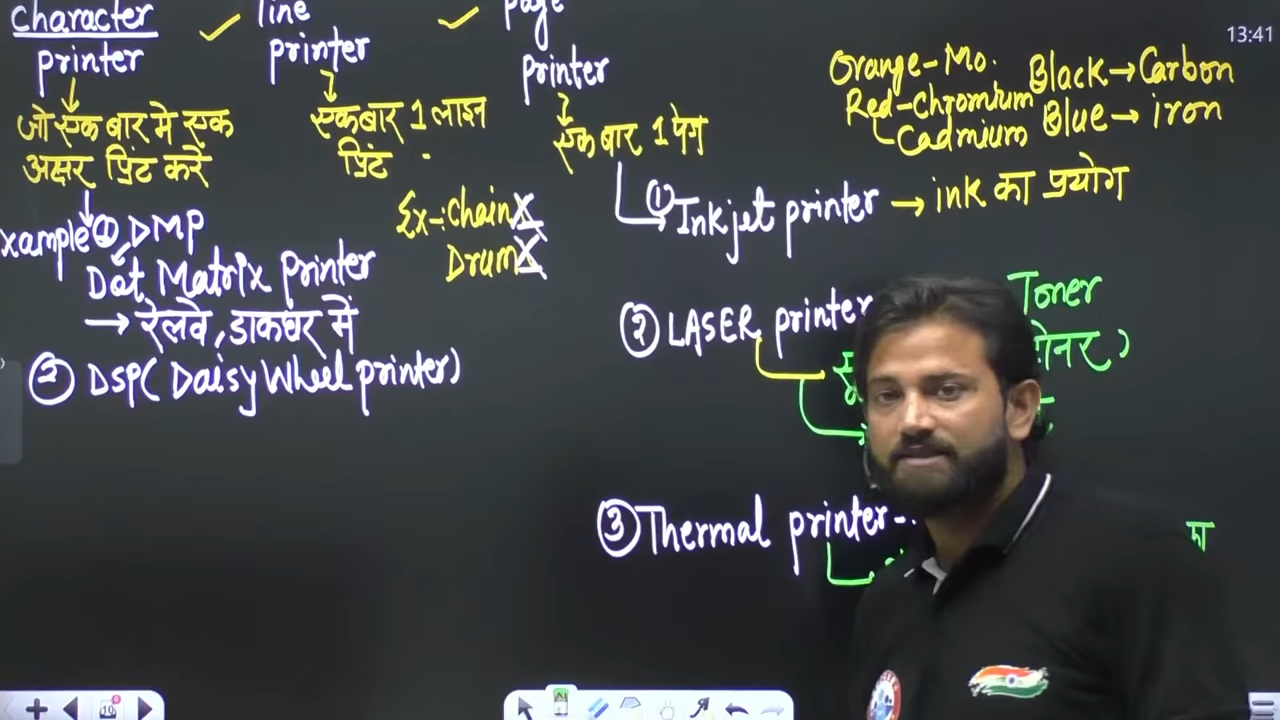 Character
printer
जो एक बार मे एक
अक्षर प्रिंट करे
Example ① DMP
Dot Matrix Printer
→ रेलवे, डाकघर में
② DSP( Daisy Wheel printer)
✓ line
printer
एकबार 1 लाइन
प्रिंट
Ex-: Chain X
Drum X
✓ page
printer
एक बार 1 पेग
① Inkjet printer → ink का प्रयोग
② LASER printer
Toner
③ Thermal printer
Orange-Mo.
Red-Chromium
Cadmium
Black → Carbon
Blue → iron
13:41